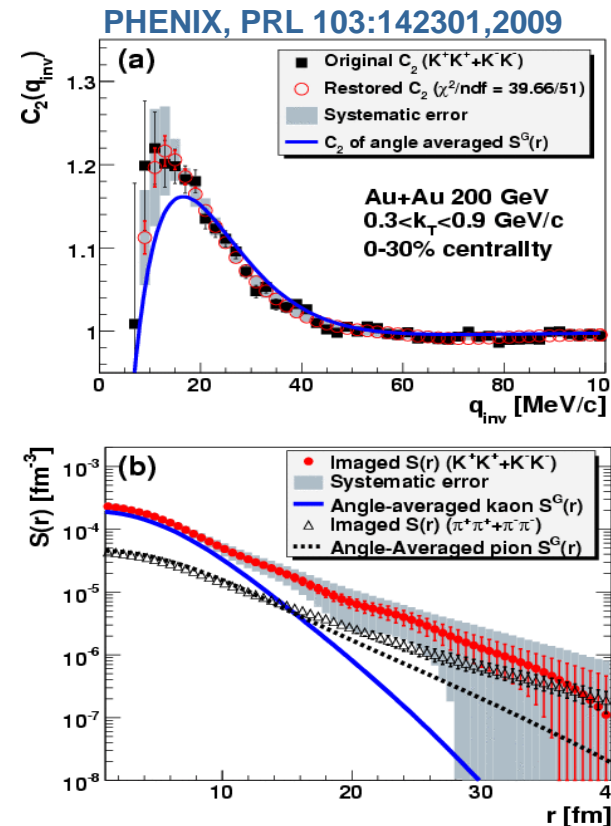 PHENIX, PRL 103:142301,2009
(a)
Original C₂ (K⁺K⁺+K⁻K⁻)
Restored C₂ (χ²/ndf = 39.66/51)
Systematic error
C₂ of angle averaged Sᴳ(r)
Au+Au 200 GeV
0.3<k_T<0.9 GeV/c
0-30% centrality
C₂(q_inv)
1.3
1.2
1.1
1
0 20 40 60 80 100
q_inv [MeV/c]
(b)
Imaged S(r) (K⁺K⁺+K⁻K⁻)
Systematic error
Angle-averaged kaon Sᴳ(r)
Imaged S(r) (π⁺π⁺+π⁻π⁻)
Angle-Averaged pion Sᴳ(r)
S(r) [fm⁻³]
10⁻³
10⁻⁴
10⁻⁵
10⁻⁶
10⁻⁷
10⁻⁸
10 20 30 4
r [fm]